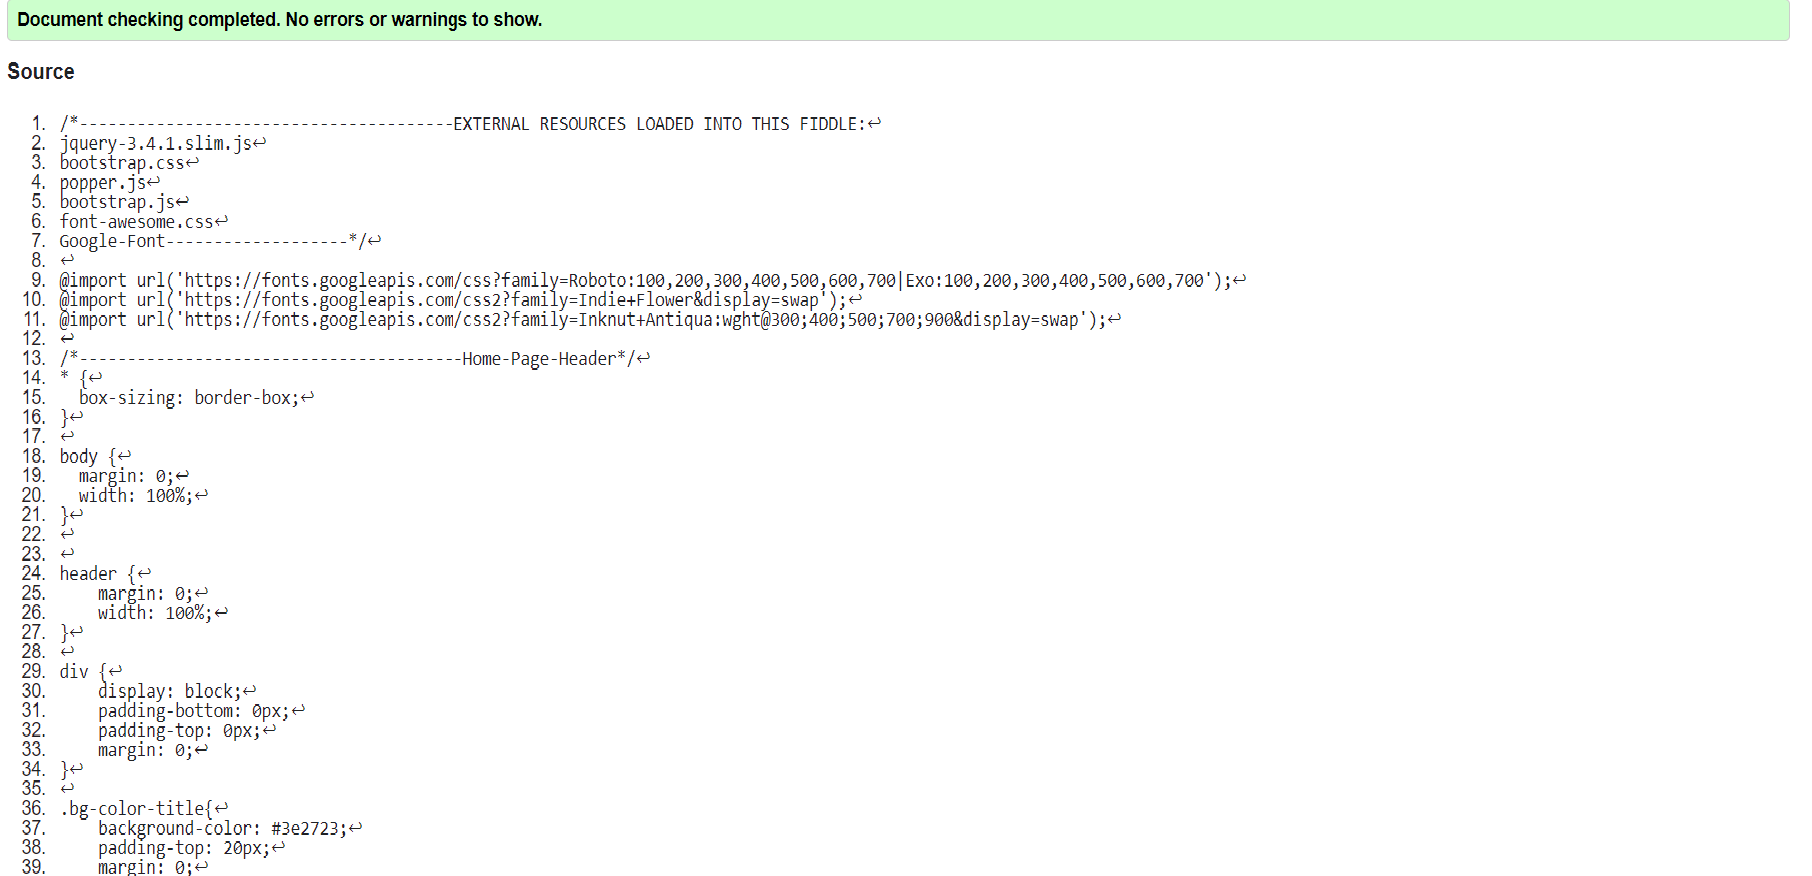 Document checking completed. No errors or warnings to show.
Source
1. /*---------------------------------------EXTERNAL RESOURCES LOADED INTO THIS FIDDLE:↩
2. jquery-3.4.1.slim.js↩
3. bootstrap.css↩
4. popper.js↩
5. bootstrap.js↩
6. font-awesome.css↩
7. Google-Font-------------------*/↩
8. ↩
9. @import url('https://fonts.googleapis.com/css?family=Roboto:100,200,300,400,500,600,700|Exo:100,200,300,400,500,600,700');↩
10. @import url('https://fonts.googleapis.com/css2?family=Indie+Flower&display=swap');↩
11. @import url('https://fonts.googleapis.com/css2?family=Inknut+Antiqua:wght@300;400;500;700;900&display=swap');↩
12. ↩
13. /*----------------------------------------Home-Page-Header*/↩
14. * {↩
15.   box-sizing: border-box;↩
16. }↩
17. ↩
18. body {↩
19.   margin: 0;↩
20.   width: 100%;↩
21. }↩
22. ↩
23. ↩
24. header {↩
25.     margin: 0;↩
26.     width: 100%;↩
27. }↩
28. ↩
29. div {↩
30.     display: block;↩
31.     padding-bottom: 0px;↩
32.     padding-top: 0px;↩
33.     margin: 0;↩
34. }↩
35. ↩
36. .bg-color-title{↩
37.     background-color: #3e2723;↩
38.     padding-top: 20px;↩
39.     margin: 0;↩